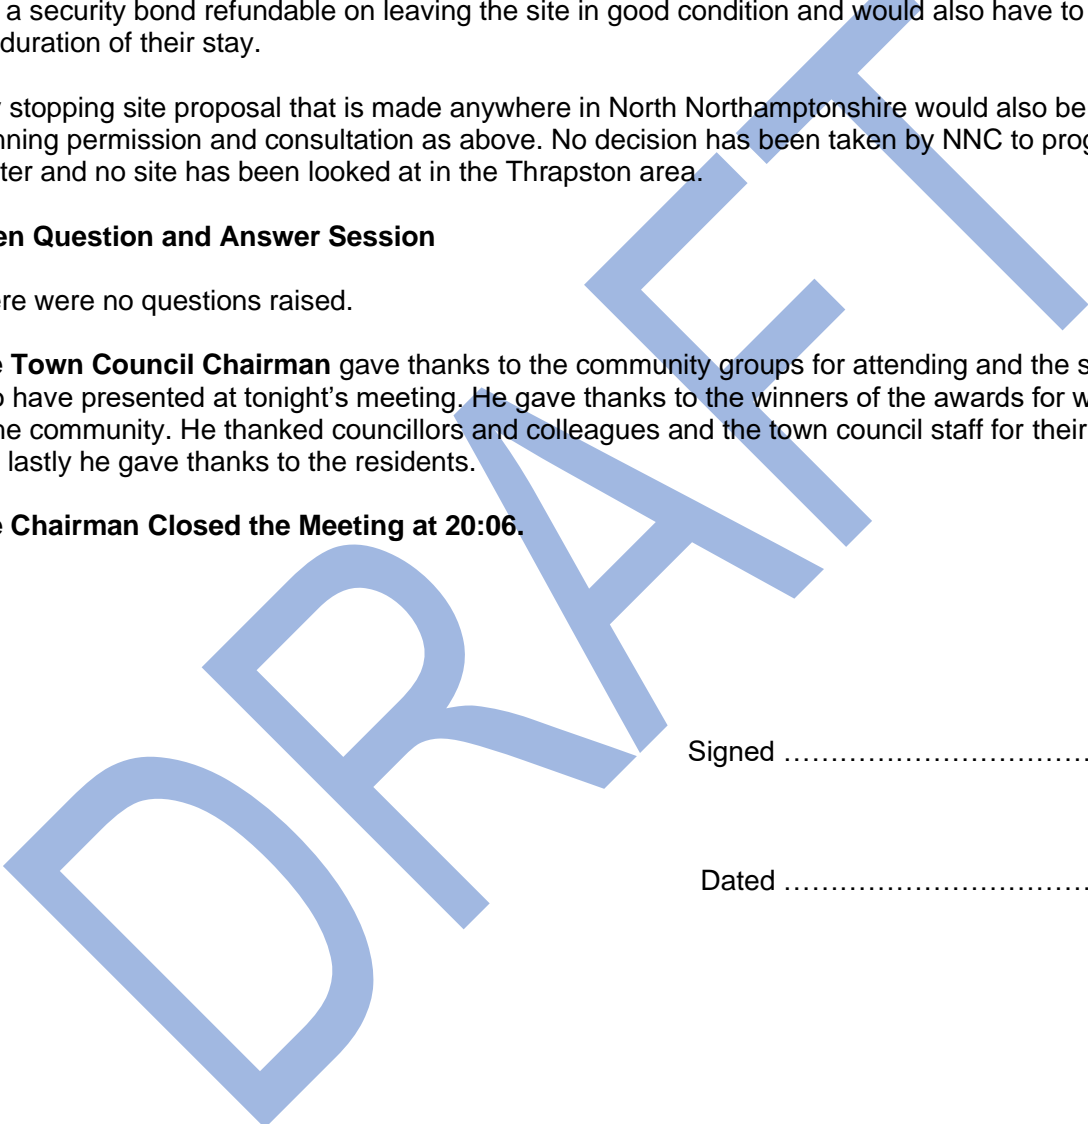 a security bond refundable on leaving the site in good condition and would also have to
duration of their stay.
stopping site proposal that is made anywhere in North Northamptonshire would also be
permission and consultation as above. No decision has been taken by NNC to
and no site has been looked at in the Thrapston area.
Question and Answer Session
were no questions raised.
Town Council Chairman gave thanks to the community groups for attending and the
have presented at tonight's meeting. He gave thanks to the winners of the awards for
community. He thanked councillors and colleagues and the town council staff for their
lastly he gave thanks to the residents.
Chairman Closed the Meeting at 20:06.
DRAFT
Signed ………………………………
Dated ………………………………